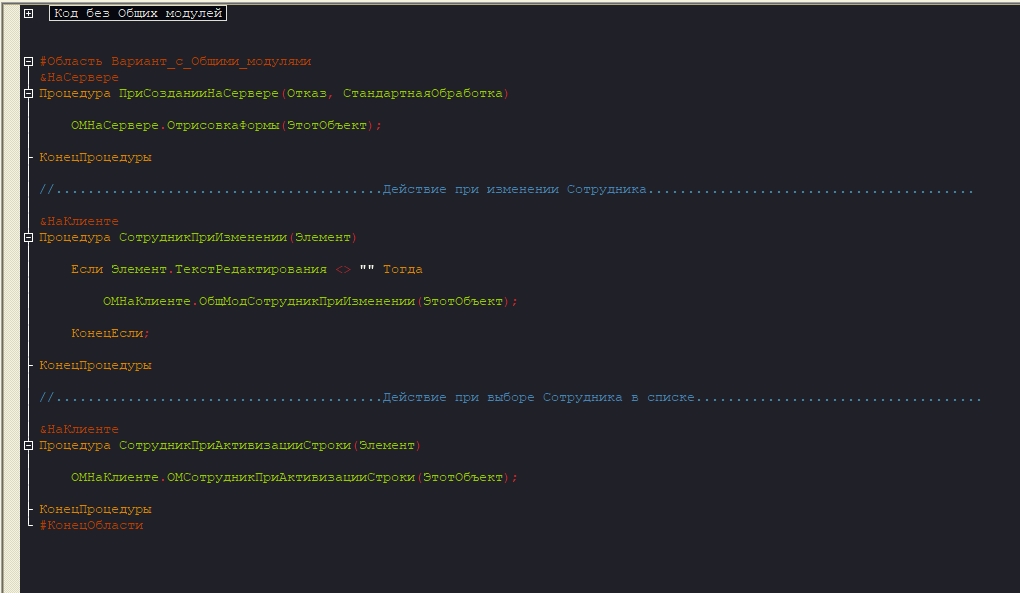 Код без Общих модулей
#Область Вариант_с_Общими_модулями
&НаСервере
Процедура ПриСозданииНаСервере(Отказ, СтандартнаяОбработка)
ОМНаСервере.ОтрисовкаФормы(ЭтотОбъект);
КонецПроцедуры
//.........................................Действие при изменении Сотрудника.........................................
&НаКлиенте
Процедура СотрудникПриИзменении(Элемент)
Если Элемент.ТекстРедактирования <> "" Тогда
ОМНаКлиенте.ОбщМодСотрудникПриИзменении(ЭтотОбъект);
КонецЕсли;
КонецПроцедуры
//.........................................Действие при выборе Сотрудника в списке....................................
&НаКлиенте
Процедура СотрудникПриАктивизацииСтроки(Элемент)
ОМНаКлиенте.ОМСотрудникПриАктивизацииСтроки(ЭтотОбъект);
КонецПроцедуры
#КонецОбласти